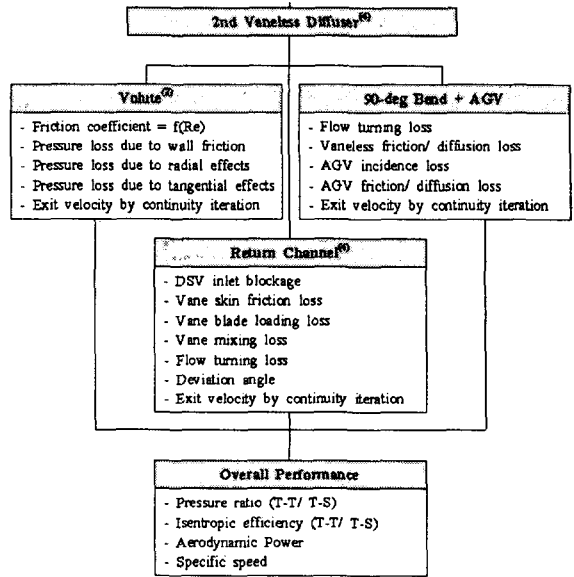 2nd Vaneless Diffuser(6)
Volute(2)
- Friction coefficient = f(Re)
- Pressure loss due to wall friction
- Pressure loss due to radial effects
- Pressure loss due to tangential effects
- Exit velocity by continuity iteration
90-deg Bend + AGV
- Flow turning loss
- Vaneless friction/ diffusion loss
- AGV incidence loss
- AGV friction/ diffusion loss
- Exit velocity by continuity iteration
Return Channel(6)
- DSV inlet blockage
- Vane skin friction loss
- Vane blade loading loss
- Vane mixing loss
- Flow turning loss
- Deviation angle
- Exit velocity by continuity iteration
Overall Performance
- Pressure ratio (T-T/ T-S)
- Isentropic efficiency (T-T/ T-S)
- Aerodynamic Power
- Specific speed